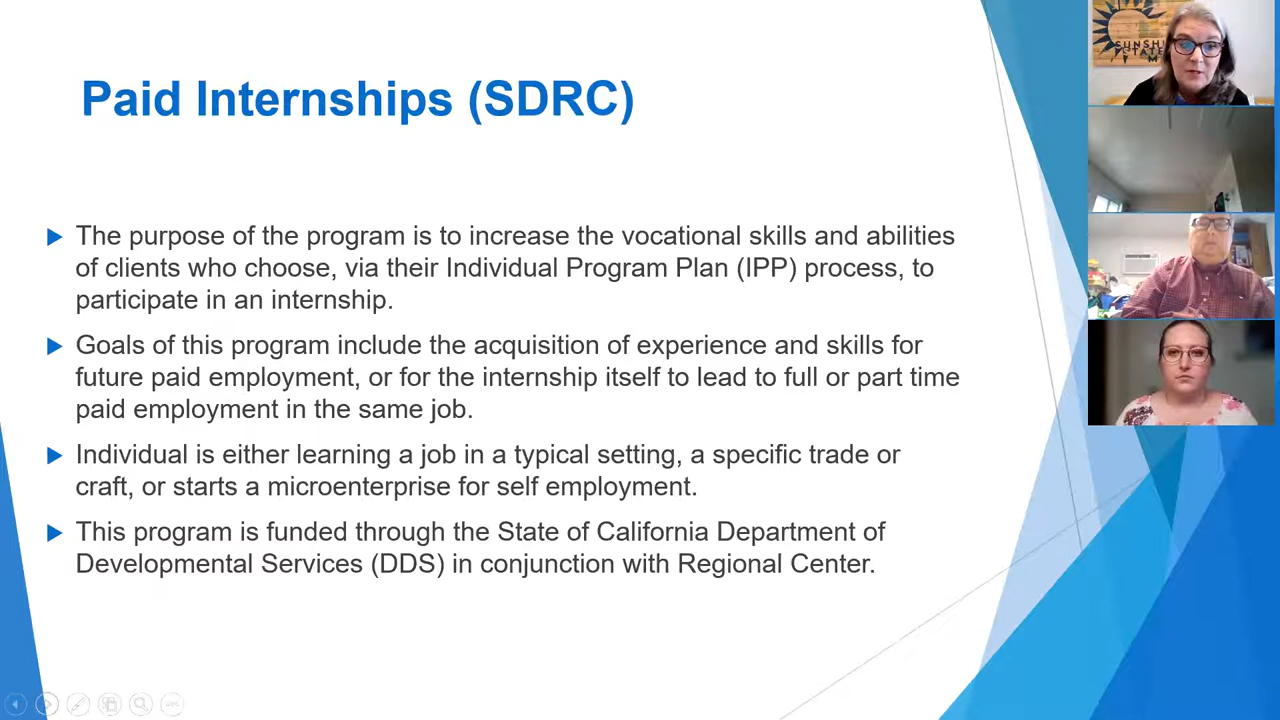 Paid Internships (SDRC)
The purpose of the program is to increase the vocational skills and abilities
of clients who choose, via their Individual Program Plan (IPP) process, to
participate in an internship.
Goals of this program include the acquisition of experience and skills for
future paid employment, or for the internship itself to lead to full or part time
paid employment in the same job.
Individual is either learning a job in a typical setting, a specific trade or
craft, or starts a microenterprise for self employment.
This program is funded through the State of California Department of
Developmental Services (DDS) in conjunction with Regional Center.
STATE